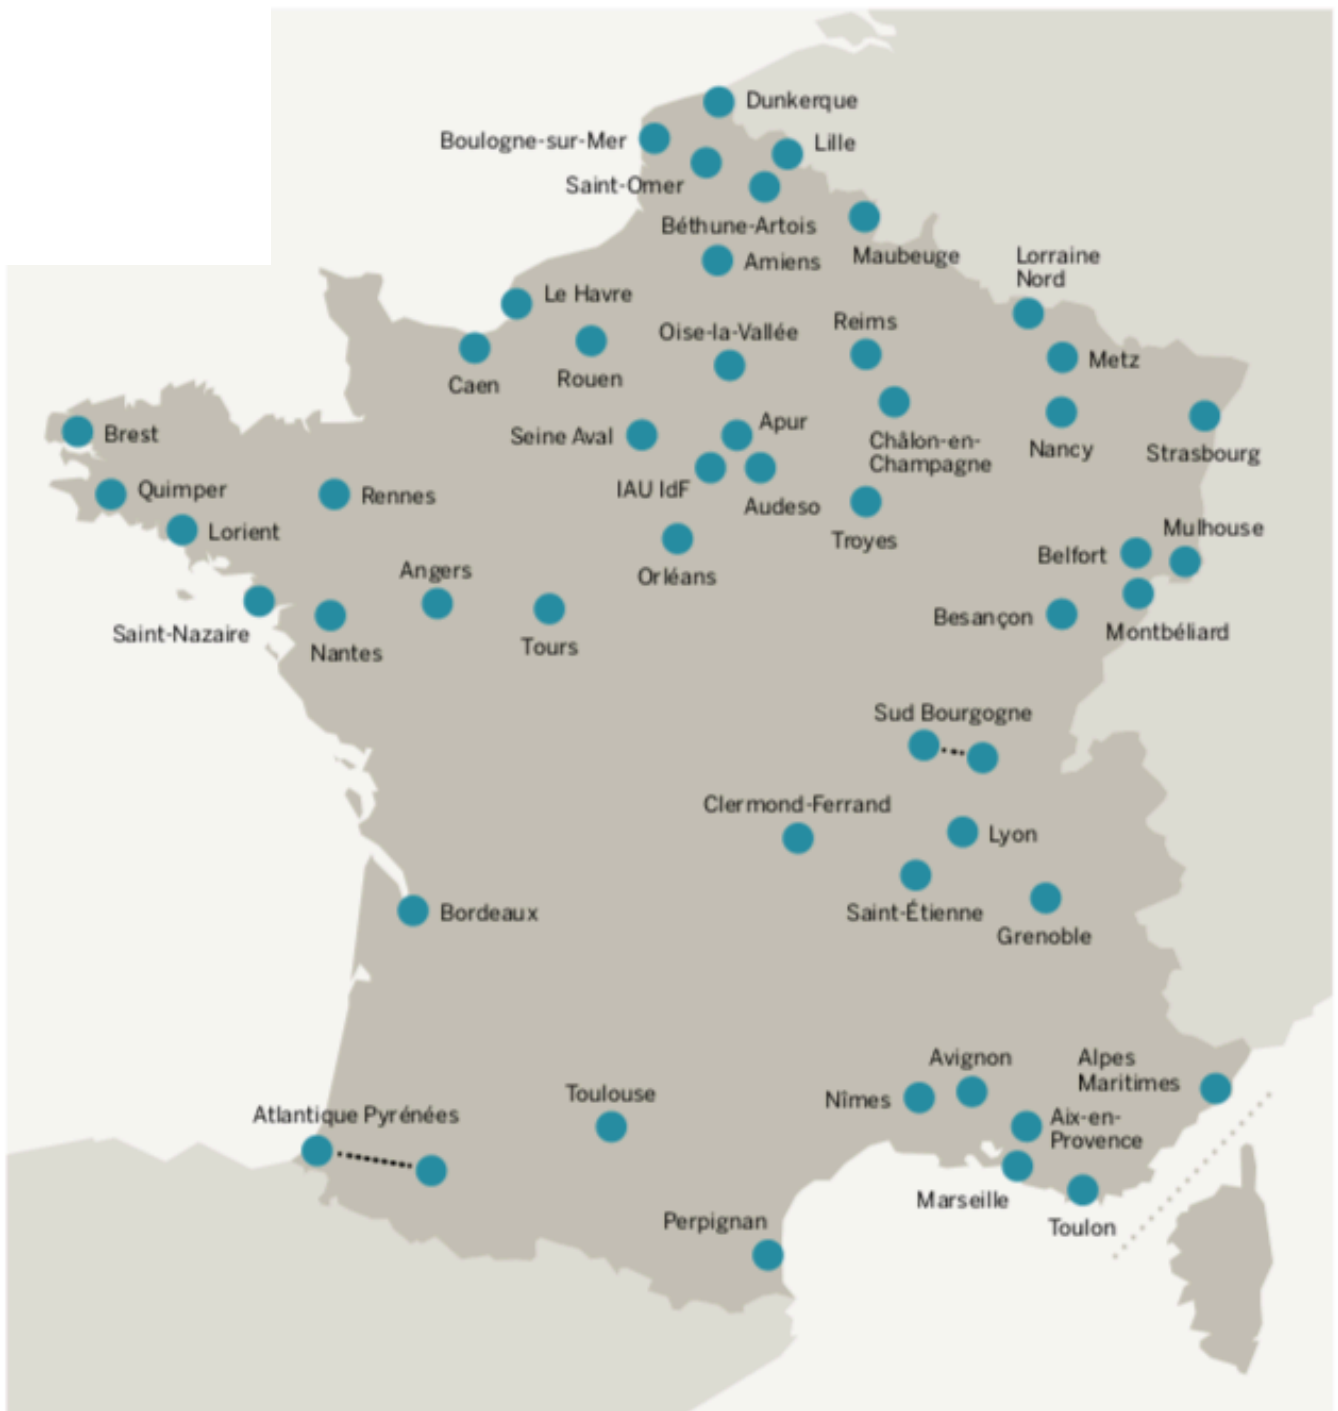 Dunkerque
Boulogne-sur-Mer
Lille
Saint-Omer
Béthune-Artois
Maubeuge
Amiens
Lorraine
Nord
Le Havre
Reims
Oise-la-Vallée
Metz
Caen
Rouen
Apur
Brest
Seine Aval
Châlon-en-
Champagne
Nancy
Strasbourg
Quimper
Rennes
IAU IdF
Audeso
Lorient
Troyes
Mulhouse
Belfort
Angers
Orléans
Saint-Nazaire
Besançon
Montbéliard
Nantes
Tours
Sud Bourgogne
Clermond-Ferrand
Lyon
Bordeaux
Saint-Étienne
Grenoble
Avignon
Alpes
Maritimes
Toulouse
Nîmes
Atlantique Pyrénées
Aix-en-
Provence
Marseille
Perpignan
Toulon